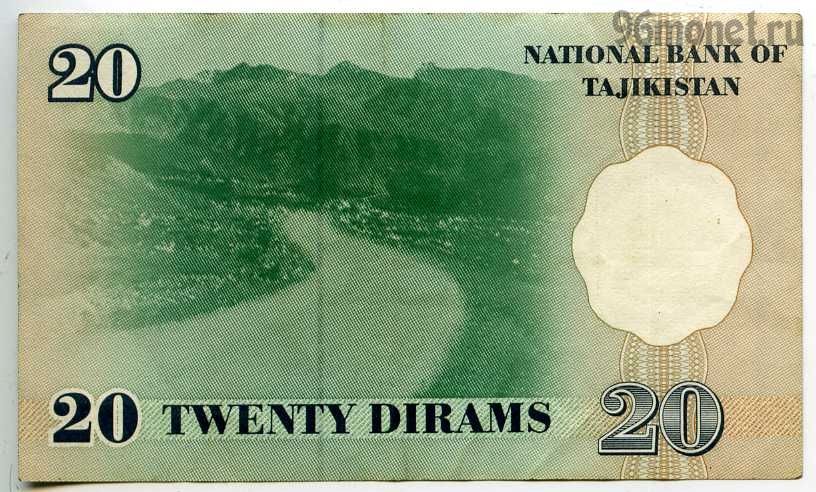 96monet.ru
20
NATIONAL BANK OF
TAJIKISTAN
20 TWENTY DIRAMS 20